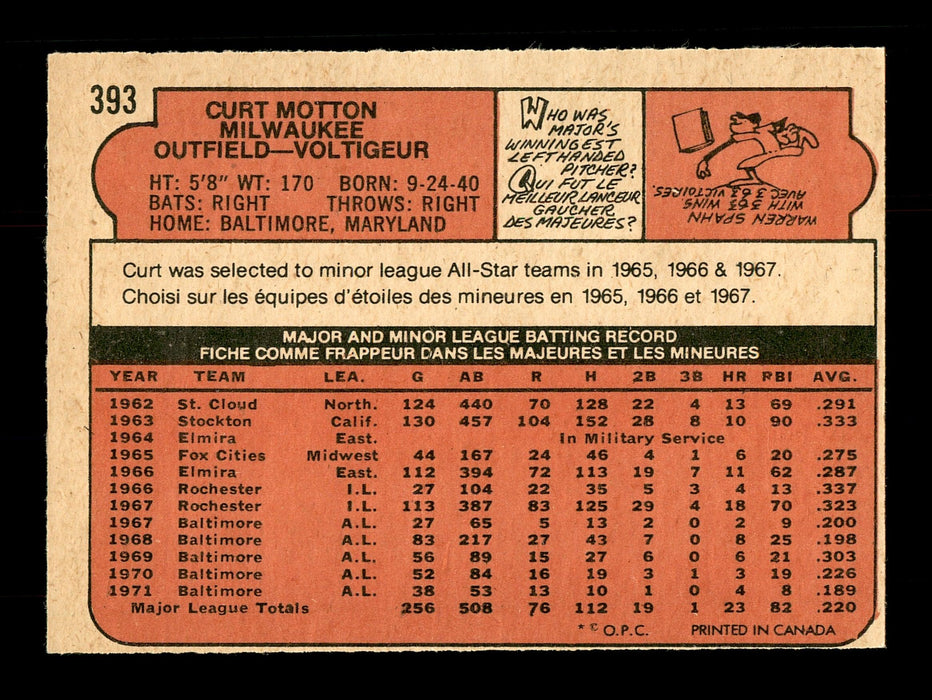 393
CURT MOTTON
MILWAUKEE
OUTFIELD—VOLTIGEUR
HT: 5'8" WT: 170 BORN: 9-24-40
BATS: RIGHT THROWS: RIGHT
HOME: BALTIMORE, MARYLAND
WHO WAS
MAJOR'S
WINNINGEST
LEFTHANDED
PITCHER?
QUI FUT LE
MEILLEUR LANCEUR
GAUCHER
DES MAJEURES?
WARREN SPAHN
WITH 363 WINS
AVEC 363 VICTOIRES.
Curt was selected to minor league All-Star teams in 1965, 1966 & 1967.
Choisi sur les équipes d'étoiles des mineures en 1965, 1966 et 1967.
MAJOR AND MINOR LEAGUE BATTING RECORD
FICHE COMME FRAPPEUR DANS LES MAJEURES ET LES MINEURES
YEAR TEAM LEA. G AB R H 2B 3B HR RBI AVG.
1962 St. Cloud North. 124 440 70 128 22 4 13 69 .291
1963 Stockton Calif. 130 457 104 152 28 8 10 90 .333
1964 Elmira East. In Military Service
1965 Fox Cities Midwest 44 167 24 46 4 1 6 20 .275
1966 Elmira East. 112 394 72 113 19 7 11 62 .287
1966 Rochester I.L. 27 104 22 35 5 3 4 13 .337
1967 Rochester I.L. 113 387 83 125 29 4 18 70 .323
1967 Baltimore A.L. 27 65 5 13 2 0 2 9 .200
1968 Baltimore A.L. 83 217 27 43 7 0 8 25 .198
1969 Baltimore A.L. 56 89 15 27 6 0 6 21 .303
1970 Baltimore A.L. 52 84 16 19 3 1 3 19 .226
1971 Baltimore A.L. 38 53 13 10 1 0 4 8 .189
Major League Totals 256 508 76 112 19 1 23 82 .220
* © O.P.C. PRINTED IN CANADA